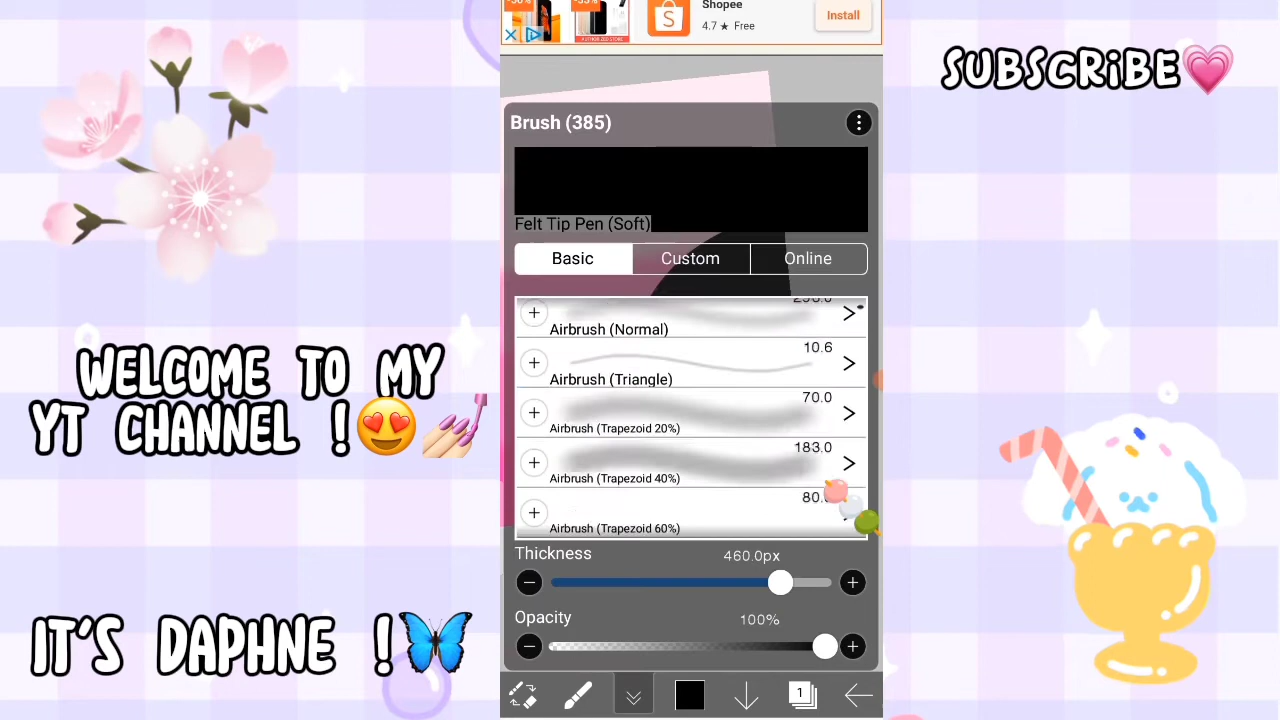 SUBSCRiBE
WELCOME TO MY
YT CHANNEL !
IT'S DAPHNE !
Shopee
4.7 ★ Free
Install
Brush (385)
Felt Tip Pen (Soft)
Basic Custom Online
Airbrush (Normal)
10.6
Airbrush (Triangle)
70.0
Airbrush (Trapezoid 20%)
183.0
Airbrush (Trapezoid 40%)
Airbrush (Trapezoid 60%)
Thickness 460.0px
Opacity 100%
1